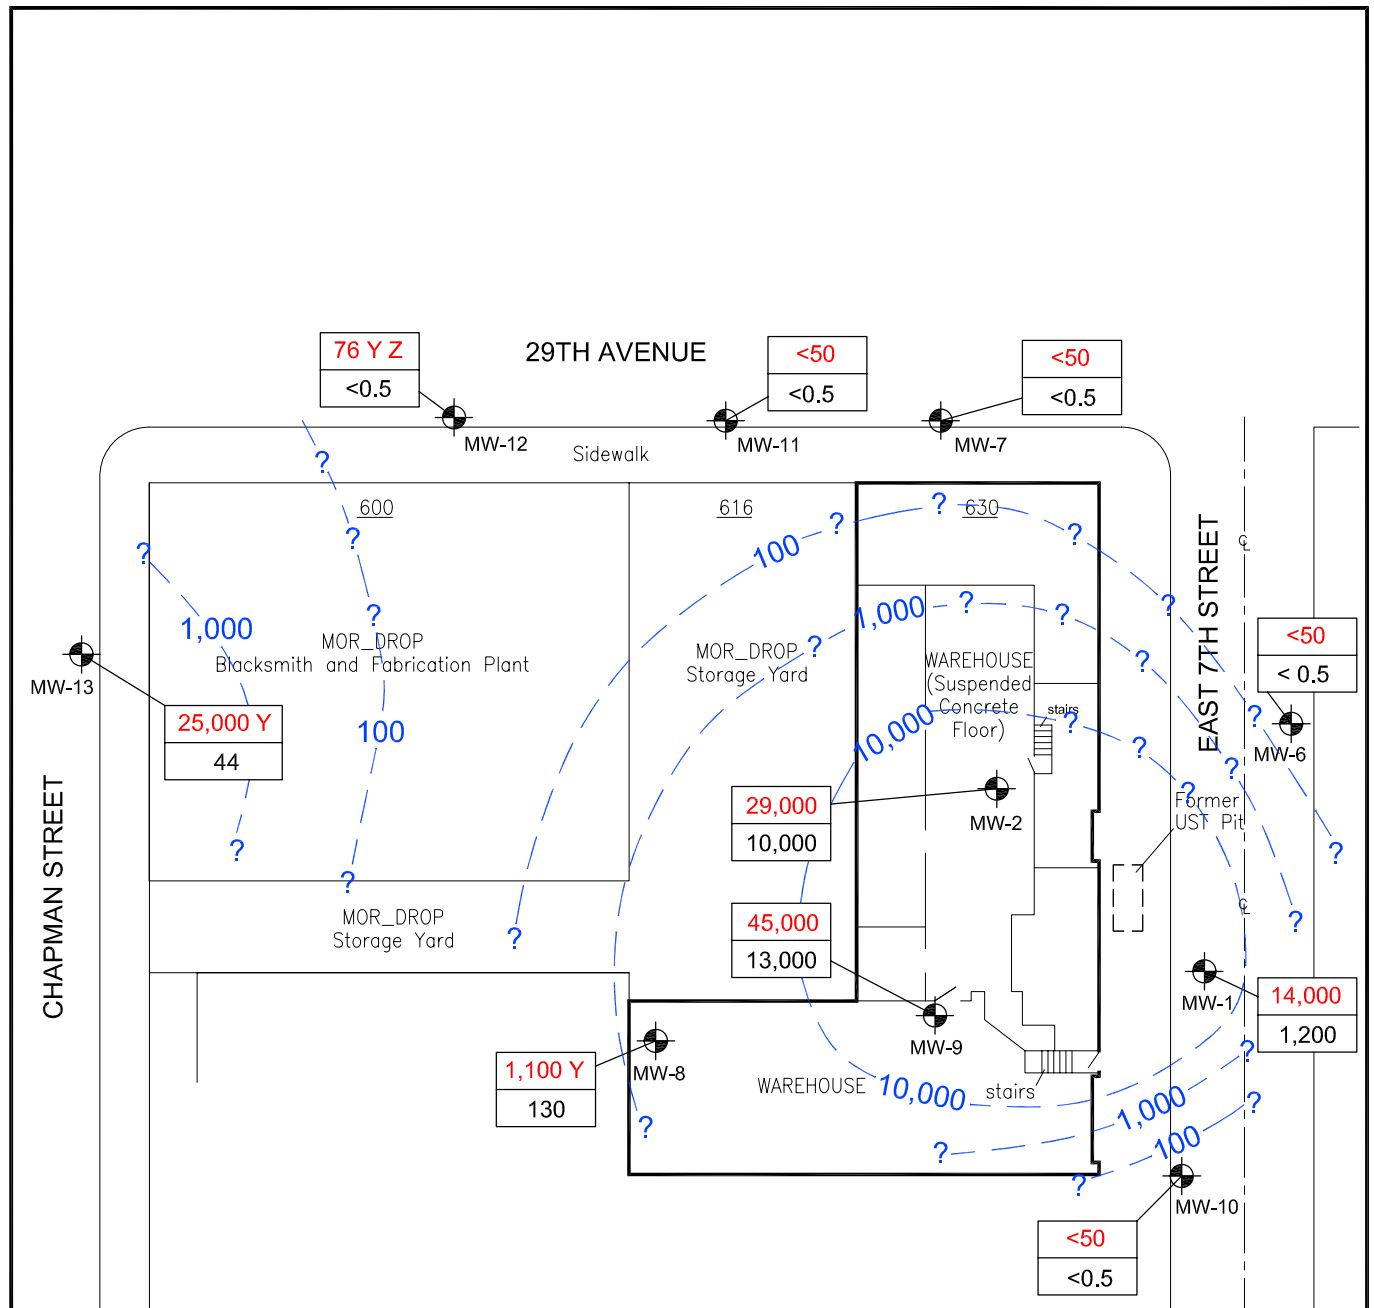 76 Y Z
<0.5
29TH AVENUE
<50
<0.5
<50
<0.5
MW-12
MW-11
MW-7
Sidewalk
?
600
616
?
630
?
?
?
?
100
EAST 7TH STREET
℄
?
1,000
?
1,000
?
?
?
?
MOR_DROP
Blacksmith and Fabrication Plant
MOR_DROP
Storage Yard
?
WAREHOUSE
(Suspended
Concrete
Floor)
?
<50
< 0.5
MW-13
25,000 Y
44
100
10,000
stairs
?
?
?
?
MW-6
29,000
10,000
MW-2
?
Former
UST Pit
CHAPMAN STREET
?
?
?
MOR_DROP
Storage Yard
?
45,000
13,000
℄
?
MW-1
14,000
1,200
MW-9
MW-8
1,100 Y
130
WAREHOUSE
10,000
stairs
?
?
1,000
?
?
100
?
MW-10
<50
<0.5